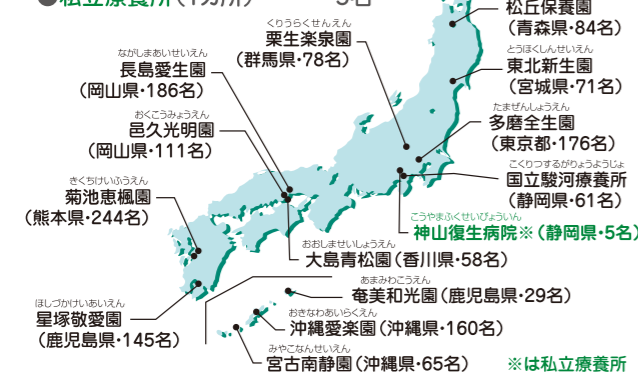 ●私立療養所(1カ所) 5名
まつおかほようえん
松丘保養園
(青森県・84名)
くりうらくせんえん
栗生楽泉園
(群馬県・78名)
とうほくしんせいえん
東北新生園
(宮城県・71名)
ながしまあいせいえん
長島愛生園
(岡山県・186名)
たまぜんしょうえん
多磨全生園
(東京都・176名)
おくこうみょうえん
邑久光明園
(岡山県・111名)
こくりつするがりょうようじょ
国立駿河療養所
(静岡県・61名)
きくちけいふうえん
菊池恵楓園
(熊本県・244名)
こうやまふくせいびょういん
神山復生病院※(静岡県・5名)
おおしませいしょうえん
大島青松園(香川県・58名)
あまみわこうえん
奄美和光園(鹿児島県・29名)
ほしづかけいあいえん
星塚敬愛園
(鹿児島県・145名)
おきなわあいらくえん
沖縄愛楽園(沖縄県・160名)
みやこなんせいえん
宮古南静園(沖縄県・65名)
※は私立療養所